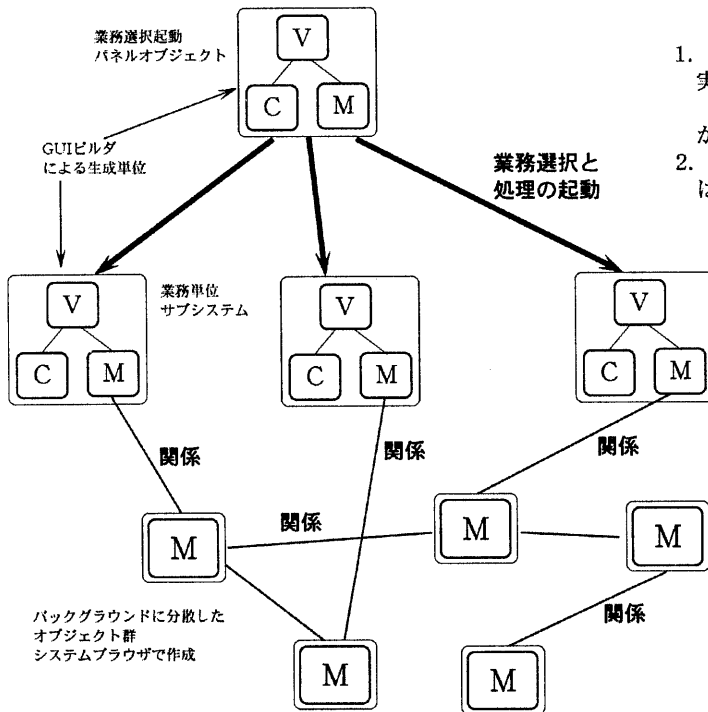 業務選択起動
パネルオブジェクト
V
C
M
1.
実
GUIビルダ
による生成単位
が
業務選択と
処理の起動
2.
は
V
C
M
業務単位
サブシステム
V
C
M
V
C
M
関係
関係
関係
M
関係
M
M
バックグラウンドに分散した
オブジェクト群
システムブラウザで作成
関係
M
M